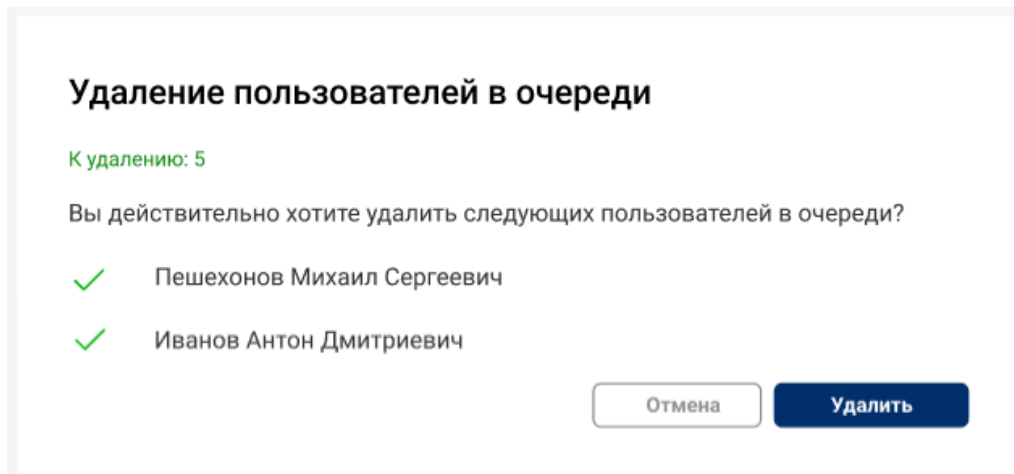 Удаление пользователей в очереди
К удалению: 5
Вы действительно хотите удалить следующих пользователей в очереди?
Пешехонов Михаил Сергеевич
Иванов Антон Дмитриевич
Отмена Удалить